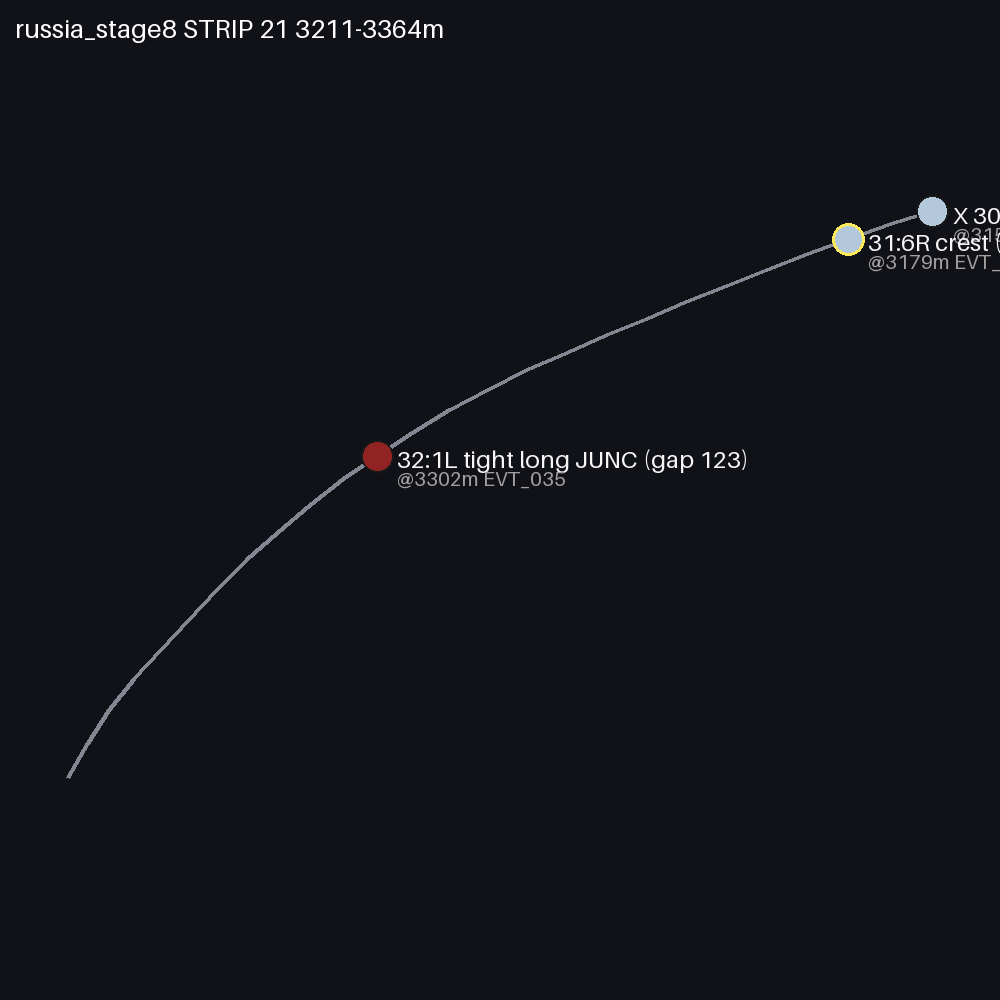 russia_stage8 STRIP 21 3211-3364m
X 30
@315
31:6R crest (
@3179m EVT_
32:1L tight long JUNC (gap 123)
@3302m EVT_035